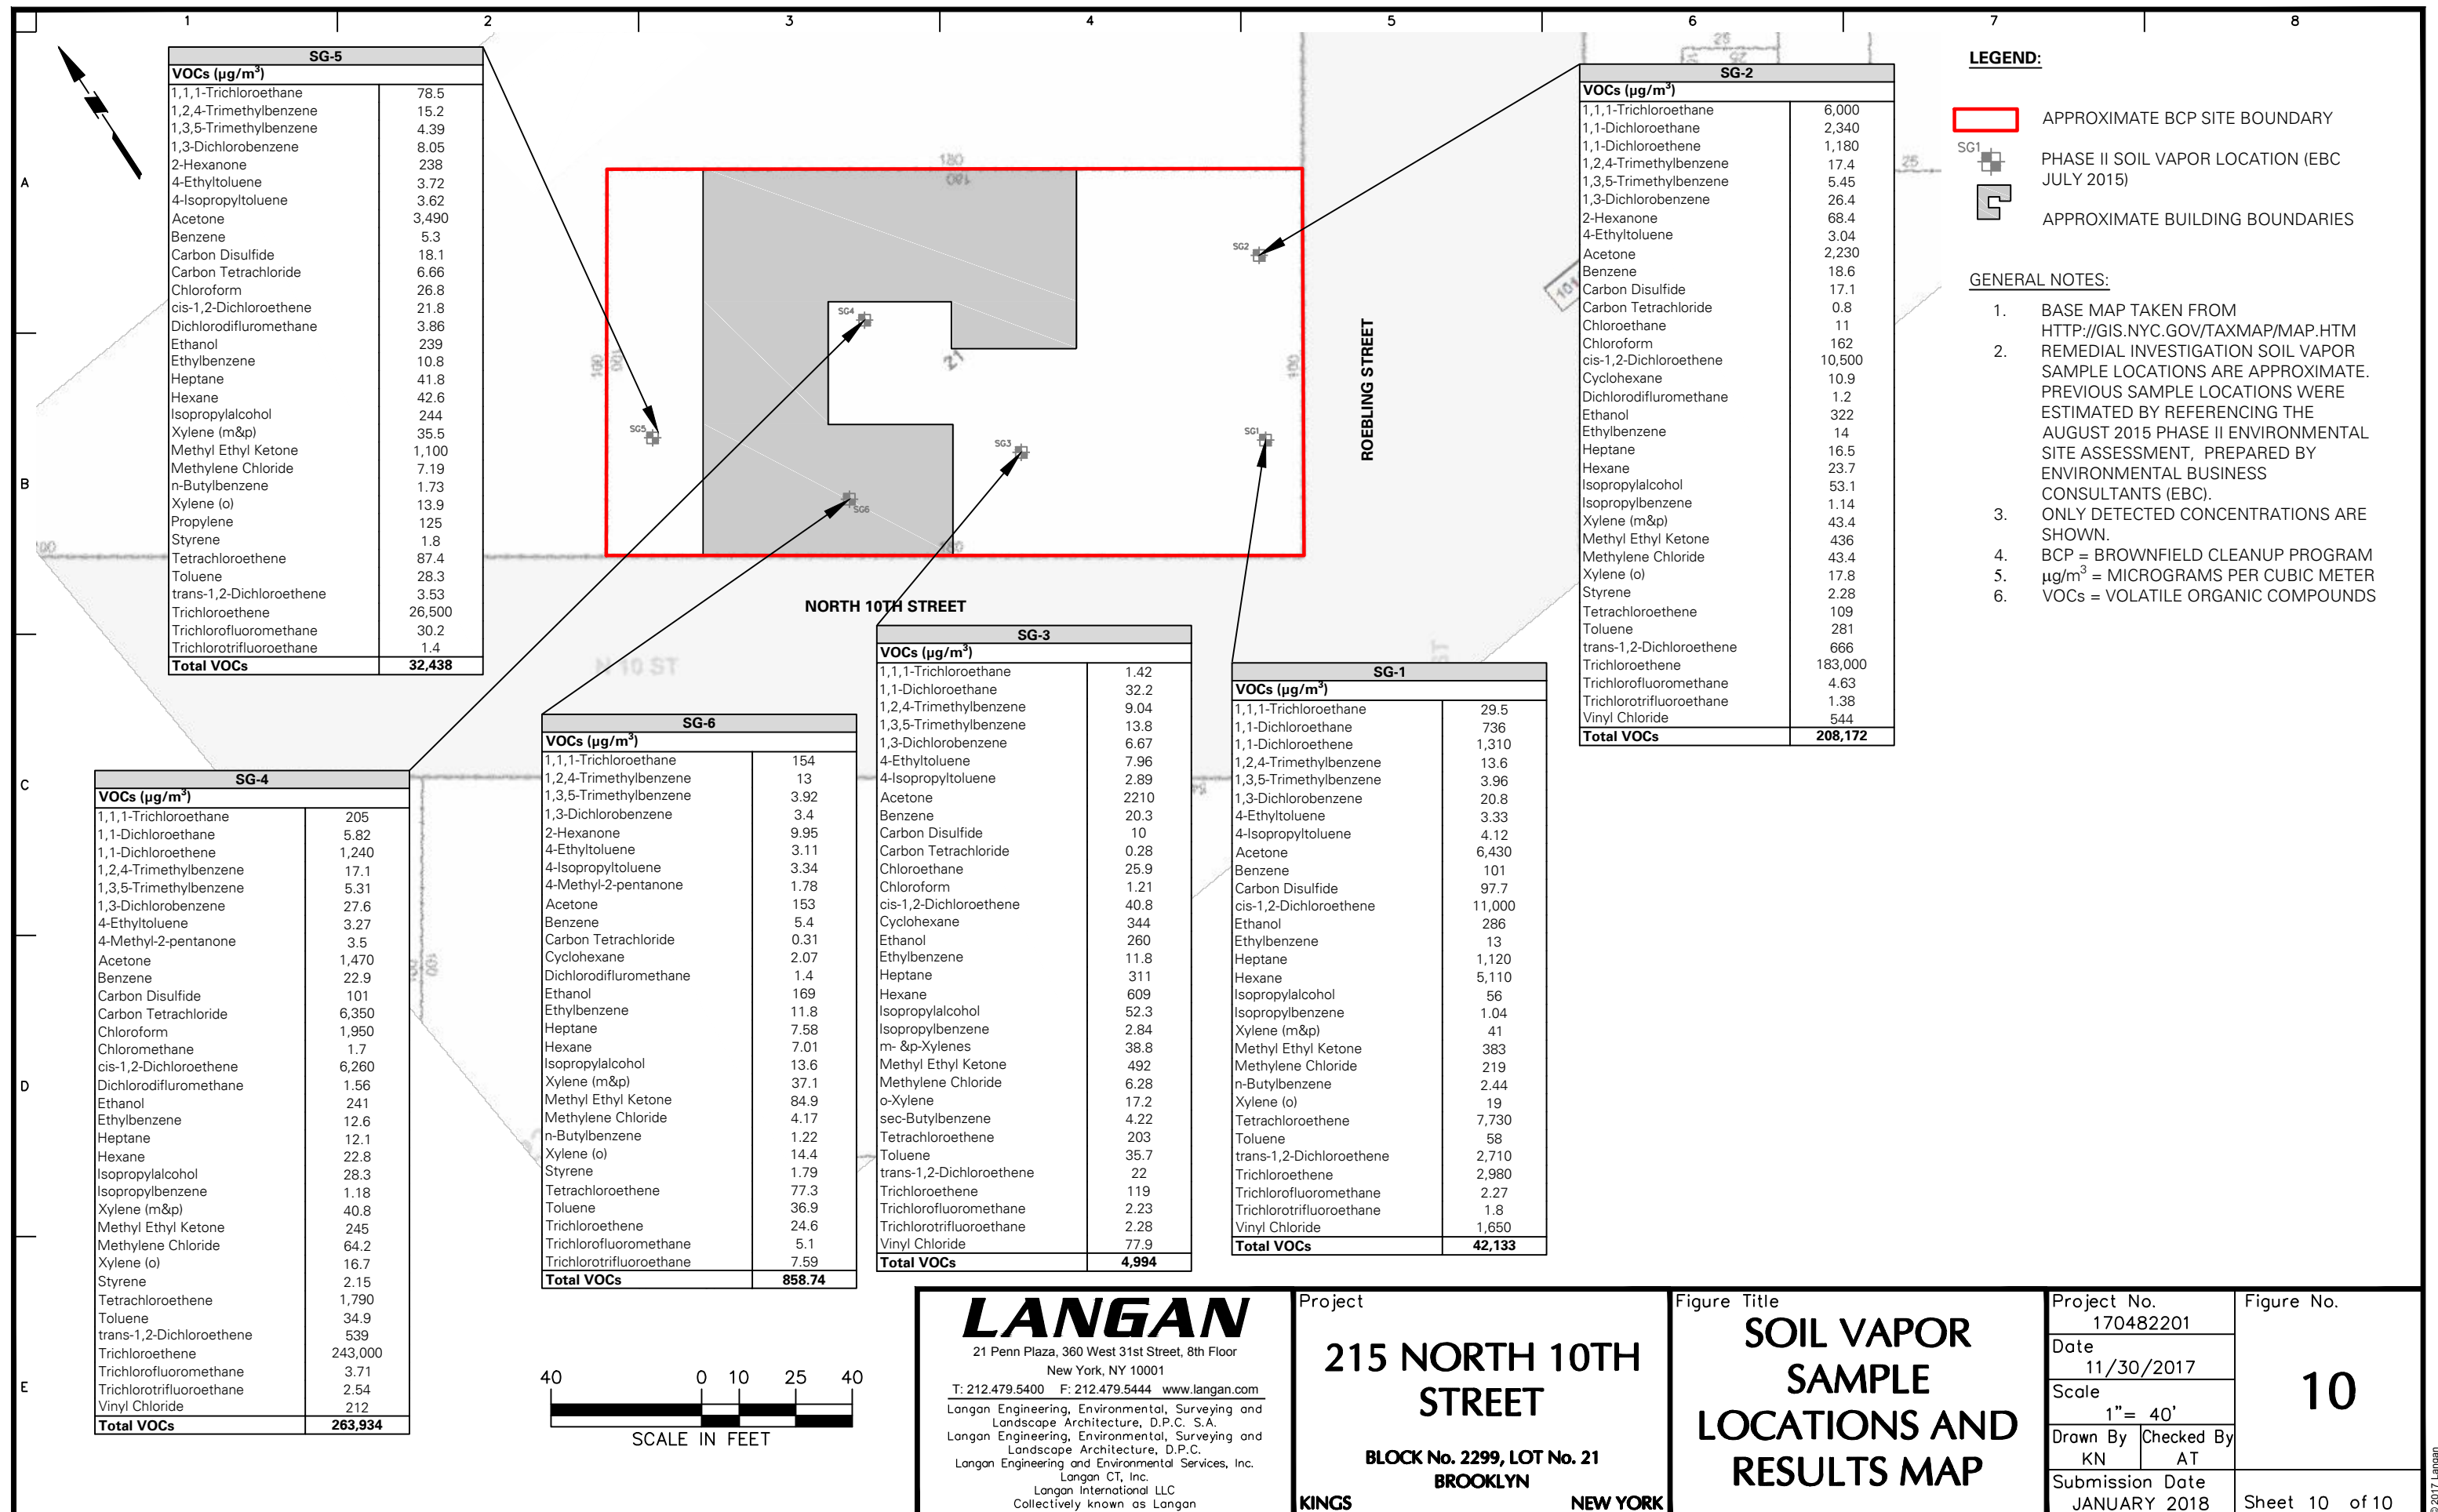 1 2 3 4 5 6 7 8
A
B
C
D
E
SG-5
VOCs (µg/m³)
1,1,1-Trichloroethane 78.5
1,2,4-Trimethylbenzene 15.2
1,3,5-Trimethylbenzene 4.39
1,3-Dichlorobenzene 8.05
2-Hexanone 238
4-Ethyltoluene 3.72
4-Isopropyltoluene 3.62
Acetone 3,490
Benzene 5.3
Carbon Disulfide 18.1
Carbon Tetrachloride 6.66
Chloroform 26.8
cis-1,2-Dichloroethene 21.8
Dichlorodifluromethane 3.86
Ethanol 239
Ethylbenzene 10.8
Heptane 41.8
Hexane 42.6
Isopropylalcohol 244
Xylene (m&p) 35.5
Methyl Ethyl Ketone 1,100
Methylene Chloride 7.19
n-Butylbenzene 1.73
Xylene (o) 13.9
Propylene 125
Styrene 1.8
Tetrachloroethene 87.4
Toluene 28.3
trans-1,2-Dichloroethene 3.53
Trichloroethene 26,500
Trichlorofluoromethane 30.2
Trichlorotrifluoroethane 1.4
Total VOCs 32,438
SG-2
VOCs (µg/m³)
1,1,1-Trichloroethane 6,000
1,1-Dichloroethane 2,340
1,1-Dichloroethene 1,180
1,2,4-Trimethylbenzene 17.4
1,3,5-Trimethylbenzene 5.45
1,3-Dichlorobenzene 26.4
2-Hexanone 68.4
4-Ethyltoluene 3.04
Acetone 2,230
Benzene 18.6
Carbon Disulfide 17.1
Carbon Tetrachloride 0.8
Chloroethane 11
Chloroform 162
cis-1,2-Dichloroethene 10,500
Cyclohexane 10.9
Dichlorodifluromethane 1.2
Ethanol 322
Ethylbenzene 14
Heptane 16.5
Hexane 23.7
Isopropylalcohol 53.1
Isopropylbenzene 1.14
Xylene (m&p) 43.4
Methyl Ethyl Ketone 436
Methylene Chloride 43.4
Xylene (o) 17.8
Styrene 2.28
Tetrachloroethene 109
Toluene 281
trans-1,2-Dichloroethene 666
Trichloroethene 183,000
Trichlorofluoromethane 4.63
Trichlorotrifluoroethane 1.38
Vinyl Chloride 544
Total VOCs 208,172
LEGEND:
APPROXIMATE BCP SITE BOUNDARY
SG1
PHASE II SOIL VAPOR LOCATION (EBC
JULY 2015)
APPROXIMATE BUILDING BOUNDARIES
GENERAL NOTES:
1. BASE MAP TAKEN FROM
HTTP://GIS.NYC.GOV/TAXMAP/MAP.HTM
2. REMEDIAL INVESTIGATION SOIL VAPOR
SAMPLE LOCATIONS ARE APPROXIMATE.
PREVIOUS SAMPLE LOCATIONS WERE
ESTIMATED BY REFERENCING THE
AUGUST 2015 PHASE II ENVIRONMENTAL
SITE ASSESSMENT, PREPARED BY
ENVIRONMENTAL BUSINESS
CONSULTANTS (EBC).
3. ONLY DETECTED CONCENTRATIONS ARE
SHOWN.
4. BCP = BROWNFIELD CLEANUP PROGRAM
5. µg/m³ = MICROGRAMS PER CUBIC METER
6. VOCs = VOLATILE ORGANIC COMPOUNDS
25
25
25
180
180
SG2
101
SG4
100
100
21
100
ROEBLING STREET
SG5
SG3
SG1
SG6
180
NORTH 10TH STREET
N 10 ST
ST
100
SG-4
VOCs (µg/m³)
1,1,1-Trichloroethane 205
1,1-Dichloroethane 5.82
1,1-Dichloroethene 1,240
1,2,4-Trimethylbenzene 17.1
1,3,5-Trimethylbenzene 5.31
1,3-Dichlorobenzene 27.6
4-Ethyltoluene 3.27
4-Methyl-2-pentanone 3.5
Acetone 1,470
Benzene 22.9
Carbon Disulfide 101
Carbon Tetrachloride 6,350
Chloroform 1,950
Chloromethane 1.7
cis-1,2-Dichloroethene 6,260
Dichlorodifluromethane 1.56
Ethanol 241
Ethylbenzene 12.6
Heptane 12.1
Hexane 22.8
Isopropylalcohol 28.3
Isopropylbenzene 1.18
Xylene (m&p) 40.8
Methyl Ethyl Ketone 245
Methylene Chloride 64.2
Xylene (o) 16.7
Styrene 2.15
Tetrachloroethene 1,790
Toluene 34.9
trans-1,2-Dichloroethene 539
Trichloroethene 243,000
Trichlorofluoromethane 3.71
Trichlorotrifluoroethane 2.54
Vinyl Chloride 212
Total VOCs 263,934
SG-6
VOCs (µg/m³)
1,1,1-Trichloroethane 154
1,2,4-Trimethylbenzene 13
1,3,5-Trimethylbenzene 3.92
1,3-Dichlorobenzene 3.4
2-Hexanone 9.95
4-Ethyltoluene 3.11
4-Isopropyltoluene 3.34
4-Methyl-2-pentanone 1.78
Acetone 153
Benzene 5.4
Carbon Tetrachloride 0.31
Cyclohexane 2.07
Dichlorodifluromethane 1.4
Ethanol 169
Ethylbenzene 11.8
Heptane 7.58
Hexane 7.01
Isopropylalcohol 13.6
Xylene (m&p) 37.1
Methyl Ethyl Ketone 84.9
Methylene Chloride 4.17
n-Butylbenzene 1.22
Xylene (o) 14.4
Styrene 1.79
Tetrachloroethene 77.3
Toluene 36.9
Trichloroethene 24.6
Trichlorofluoromethane 5.1
Trichlorotrifluoroethane 7.59
Total VOCs 858.74
SG-3
VOCs (µg/m³)
1,1,1-Trichloroethane 1.42
1,1-Dichloroethane 32.2
1,2,4-Trimethylbenzene 9.04
1,3,5-Trimethylbenzene 13.8
1,3-Dichlorobenzene 6.67
4-Ethyltoluene 7.96
4-Isopropyltoluene 2.89
Acetone 2210
Benzene 20.3
Carbon Disulfide 10
Carbon Tetrachloride 0.28
Chloroethane 25.9
Chloroform 1.21
cis-1,2-Dichloroethene 40.8
Cyclohexane 344
Ethanol 260
Ethylbenzene 11.8
Heptane 311
Hexane 609
Isopropylalcohol 52.3
Isopropylbenzene 2.84
m- &p-Xylenes 38.8
Methyl Ethyl Ketone 492
Methylene Chloride 6.28
o-Xylene 17.2
sec-Butylbenzene 4.22
Tetrachloroethene 203
Toluene 35.7
trans-1,2-Dichloroethene 22
Trichloroethene 119
Trichlorofluoromethane 2.23
Trichlorotrifluoroethane 2.28
Vinyl Chloride 77.9
Total VOCs 4,994
SG-1
VOCs (µg/m³)
1,1,1-Trichloroethane 29.5
1,1-Dichloroethane 736
1,1-Dichloroethene 1,310
1,2,4-Trimethylbenzene 13.6
1,3,5-Trimethylbenzene 3.96
1,3-Dichlorobenzene 20.8
4-Ethyltoluene 3.33
4-Isopropyltoluene 4.12
Acetone 6,430
Benzene 101
Carbon Disulfide 97.7
cis-1,2-Dichloroethene 11,000
Ethanol 286
Ethylbenzene 13
Heptane 1,120
Hexane 5,110
Isopropylalcohol 56
Isopropylbenzene 1.04
Xylene (m&p) 41
Methyl Ethyl Ketone 383
Methylene Chloride 219
n-Butylbenzene 2.44
Xylene (o) 19
Tetrachloroethene 7,730
Toluene 58
trans-1,2-Dichloroethene 2,710
Trichloroethene 2,980
Trichlorofluoromethane 2.27
Trichlorotrifluoroethane 1.8
Vinyl Chloride 1,650
Total VOCs 42,133
40 0 10 25 40
SCALE IN FEET
LANGAN
21 Penn Plaza, 360 West 31st Street, 8th Floor
New York, NY 10001
T: 212.479.5400 F: 212.479.5444 www.langan.com
Langan Engineering, Environmental, Surveying and
Landscape Architecture, D.P.C. S.A.
Langan Engineering, Environmental, Surveying and
Landscape Architecture, D.P.C.
Langan Engineering and Environmental Services, Inc.
Langan CT, Inc.
Langan International LLC
Collectively known as Langan
Project
215 NORTH 10TH
STREET
BLOCK No. 2299, LOT No. 21
BROOKLYN
KINGS NEW YORK
Figure Title
SOIL VAPOR
SAMPLE
LOCATIONS AND
RESULTS MAP
Project No.
170482201
Date
11/30/2017
Scale
1"= 40'
Drawn By Checked By
KN AT
Submission Date
JANUARY 2018
Figure No.
10
Sheet 10 of 10
© 2017 Langan